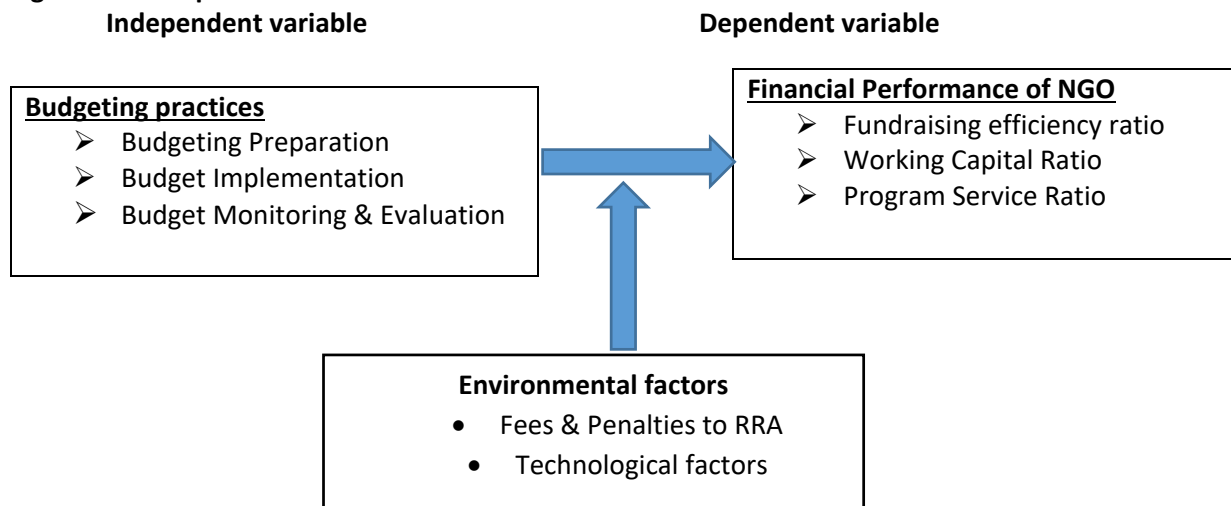 Independent variable
Dependent variable
Budgeting practices
➢ Budgeting Preparation
➢ Budget Implementation
➢ Budget Monitoring & Evaluation
Financial Performance of NGO
➢ Fundraising efficiency ratio
➢ Working Capital Ratio
➢ Program Service Ratio
Environmental factors
• Fees & Penalties to RRA
• Technological factors